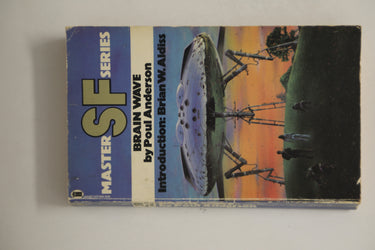 MASTER SF SERIES
BRAIN WAVE
by Poul Anderson
Introduction: Brian W. Aldiss